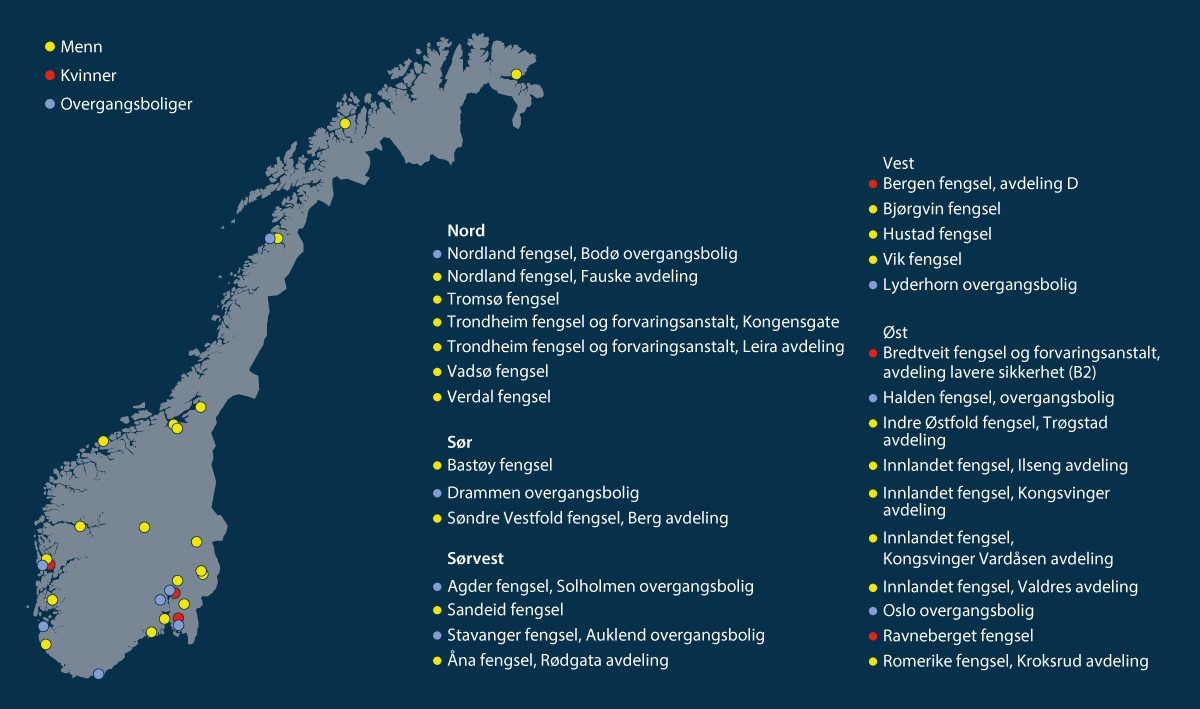 Menn
Kvinner
Overgangsboliger
Nord
Nordland fengsel, Bodø overgangsbolig
Nordland fengsel, Fauske avdeling
Tromsø fengsel
Trondheim fengsel og forvaringsanstalt, Kongensgate
Trondheim fengsel og forvaringsanstalt, Leira avdeling
Vadsø fengsel
Verdal fengsel
Sør
Bastøy fengsel
Drammen overgangsbolig
Søndre Vestfold fengsel, Berg avdeling
Sørvest
Agder fengsel, Solholmen overgangsbolig
Sandeid fengsel
Stavanger fengsel, Auklend overgangsbolig
Åna fengsel, Rødgata avdeling
Vest
Bergen fengsel, avdeling D
Bjørgvin fengsel
Hustad fengsel
Vik fengsel
Lyderhorn overgangsbolig
Øst
Bredtveit fengsel og forvaringsanstalt,
avdeling lavere sikkerhet (B2)
Halden fengsel, overgangsbolig
Indre Østfold fengsel, Trøgstad
avdeling
Innlandet fengsel, Ilseng avdeling
Innlandet fengsel, Kongsvinger
avdeling
Innlandet fengsel,
Kongsvinger Vardåsen avdeling
Innlandet fengsel, Valdres avdeling
Oslo overgangsbolig
Ravneberget fengsel
Romerike fengsel, Kroksrud avdeling